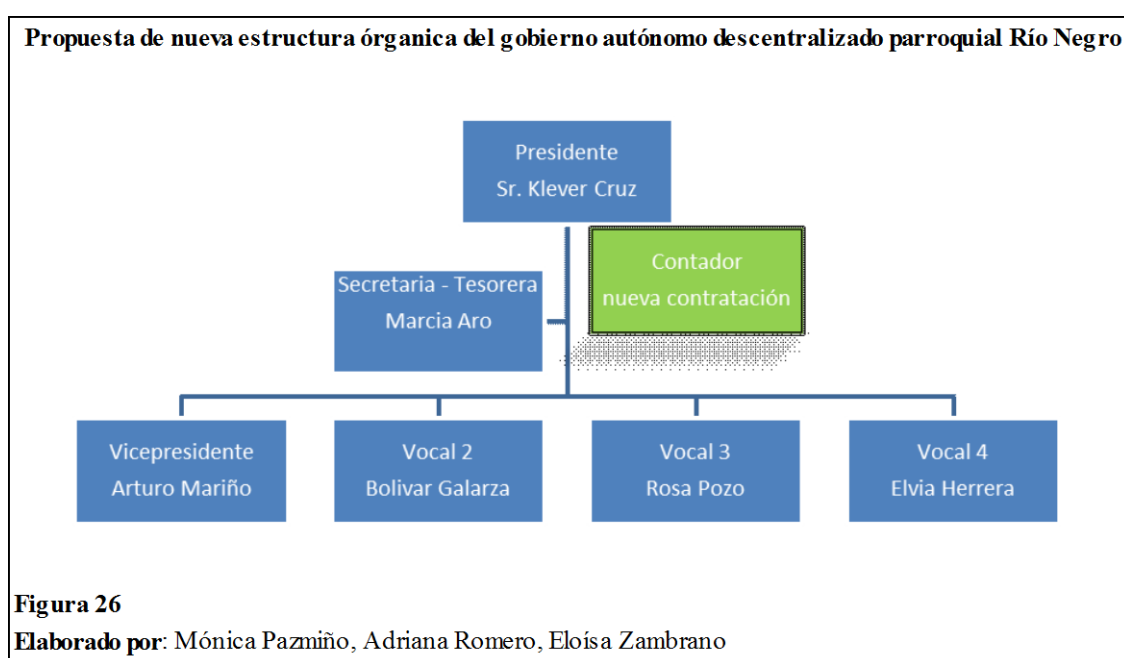 Propuesta de nueva estructura órganica del gobierno autónomo descentralizado parroquial Río Negro
Presidente
Sr. Klever Cruz
Contador
nueva contratación
Secretaria - Tesorera
Marcia Aro
Vicepresidente
Arturo Mariño
Vocal 2
Bolivar Galarza
Vocal 3
Rosa Pozo
Vocal 4
Elvia Herrera
Figura 26
Elaborado por: Mónica Pazmiño, Adriana Romero, Eloísa Zambrano